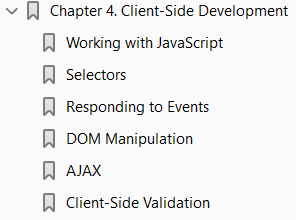 Chapter 4. Client-Side Development
Working with JavaScript
Selectors
Responding to Events
DOM Manipulation
AJAX
Client-Side Validation